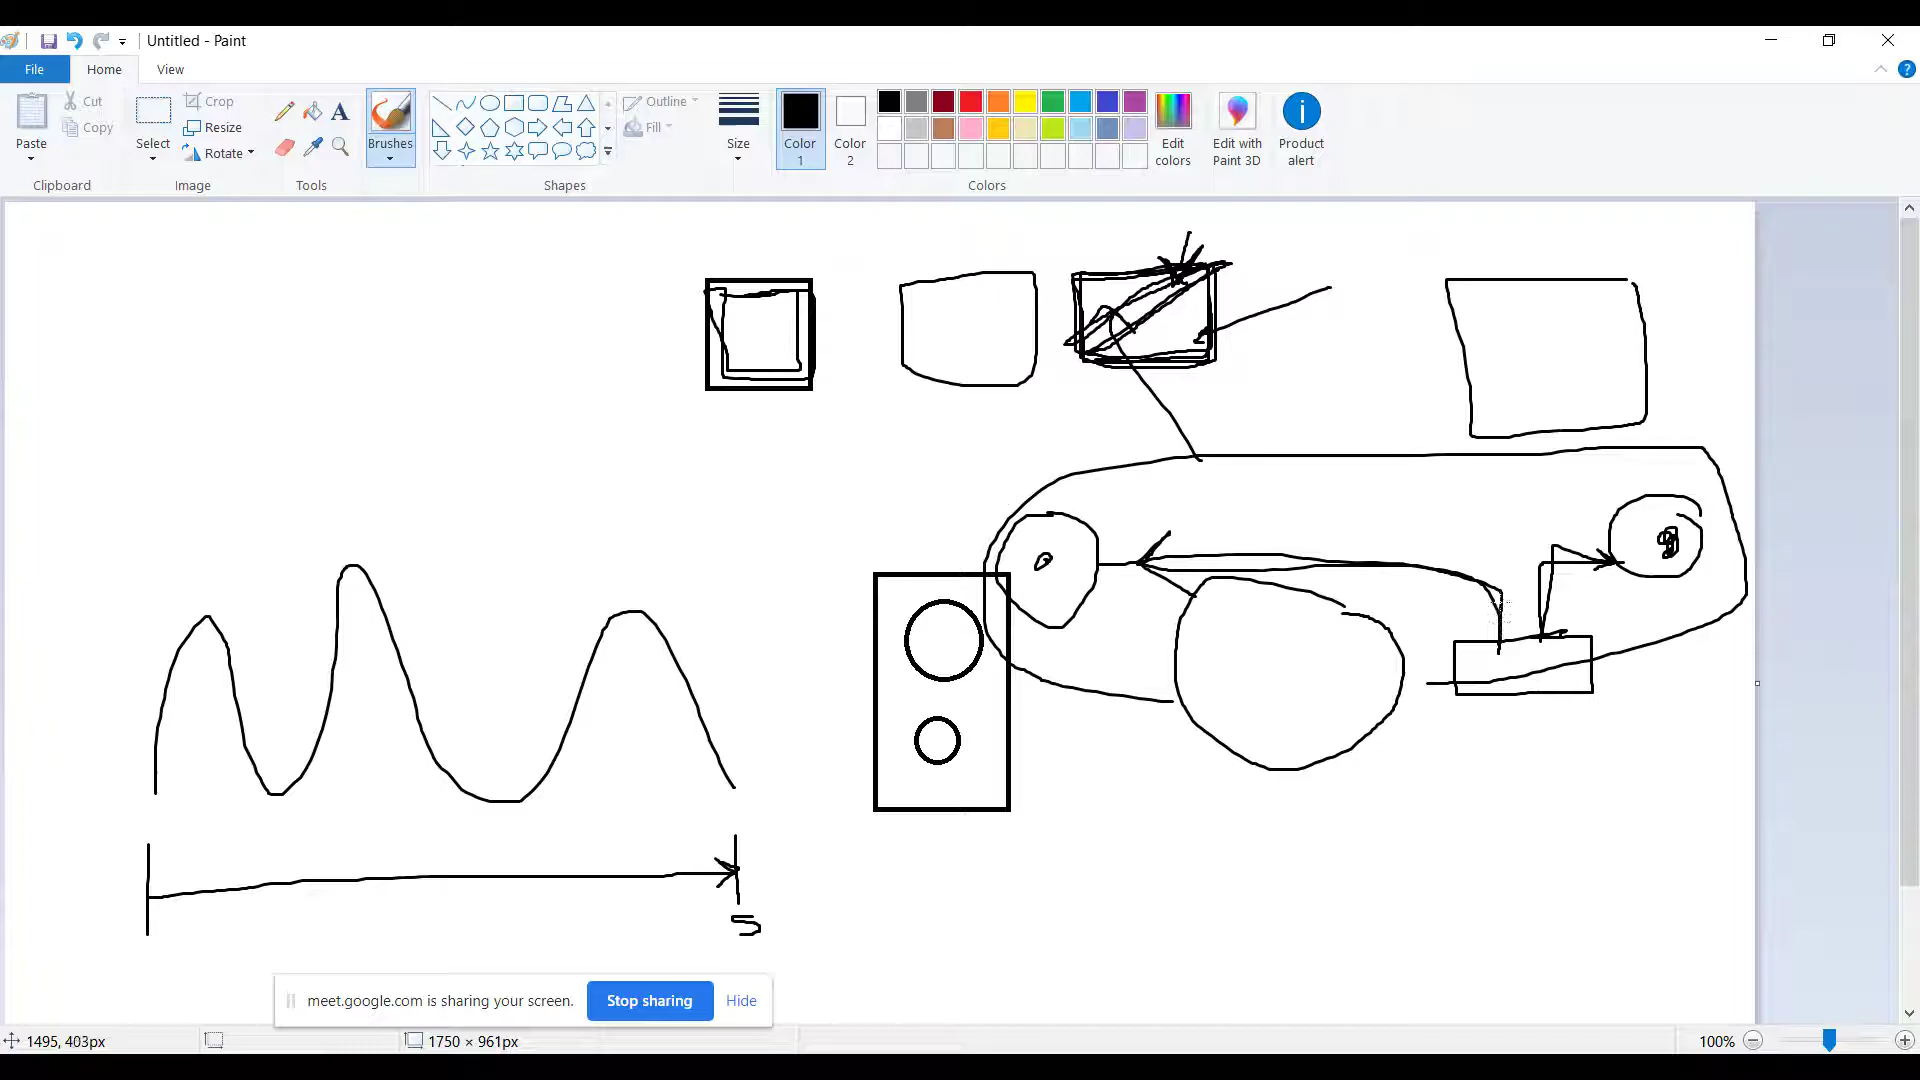 Untitled - Paint
File Home View
Paste
Cut
Copy
Clipboard
Select
Crop
Resize
Rotate
Image
A
Tools
Brushes
Shapes
Outline
Fill
Size
Color 1
Color 2
Colors
Edit colors
Edit with Paint 3D
Product alert
5
meet.google.com is sharing your screen. Stop sharing Hide
1495, 403px 1750 × 961px 100%